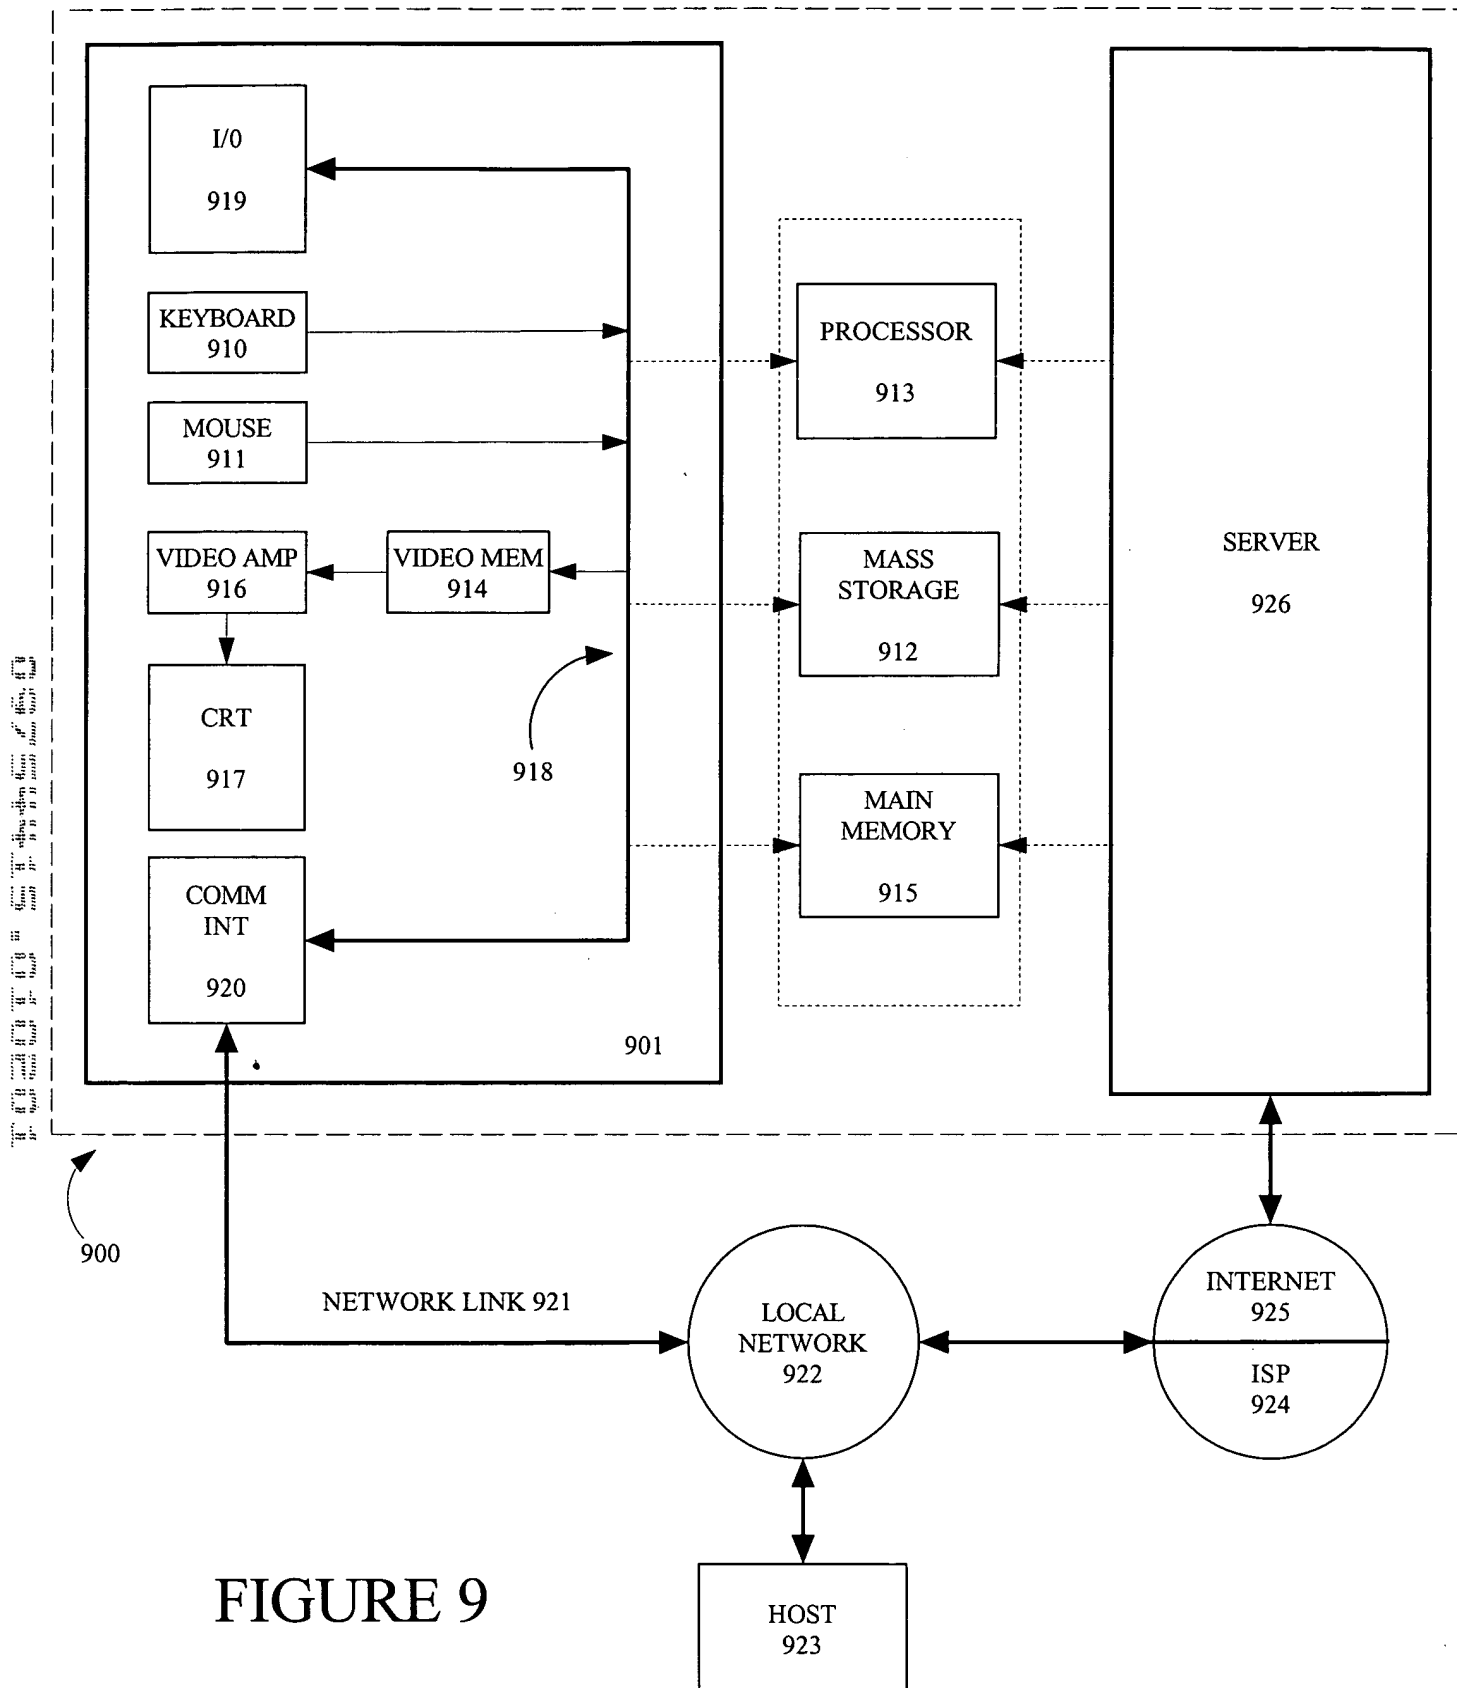 I/0
919
KEYBOARD
910
MOUSE
911
VIDEO AMP
916
VIDEO MEM
914
CRT
917
918
COMM
INT
920
901
PROCESSOR
913
MASS
STORAGE
912
MAIN
MEMORY
915
SERVER
926
900
NETWORK LINK 921
LOCAL
NETWORK
922
INTERNET
925
ISP
924
HOST
923
FIGURE 9